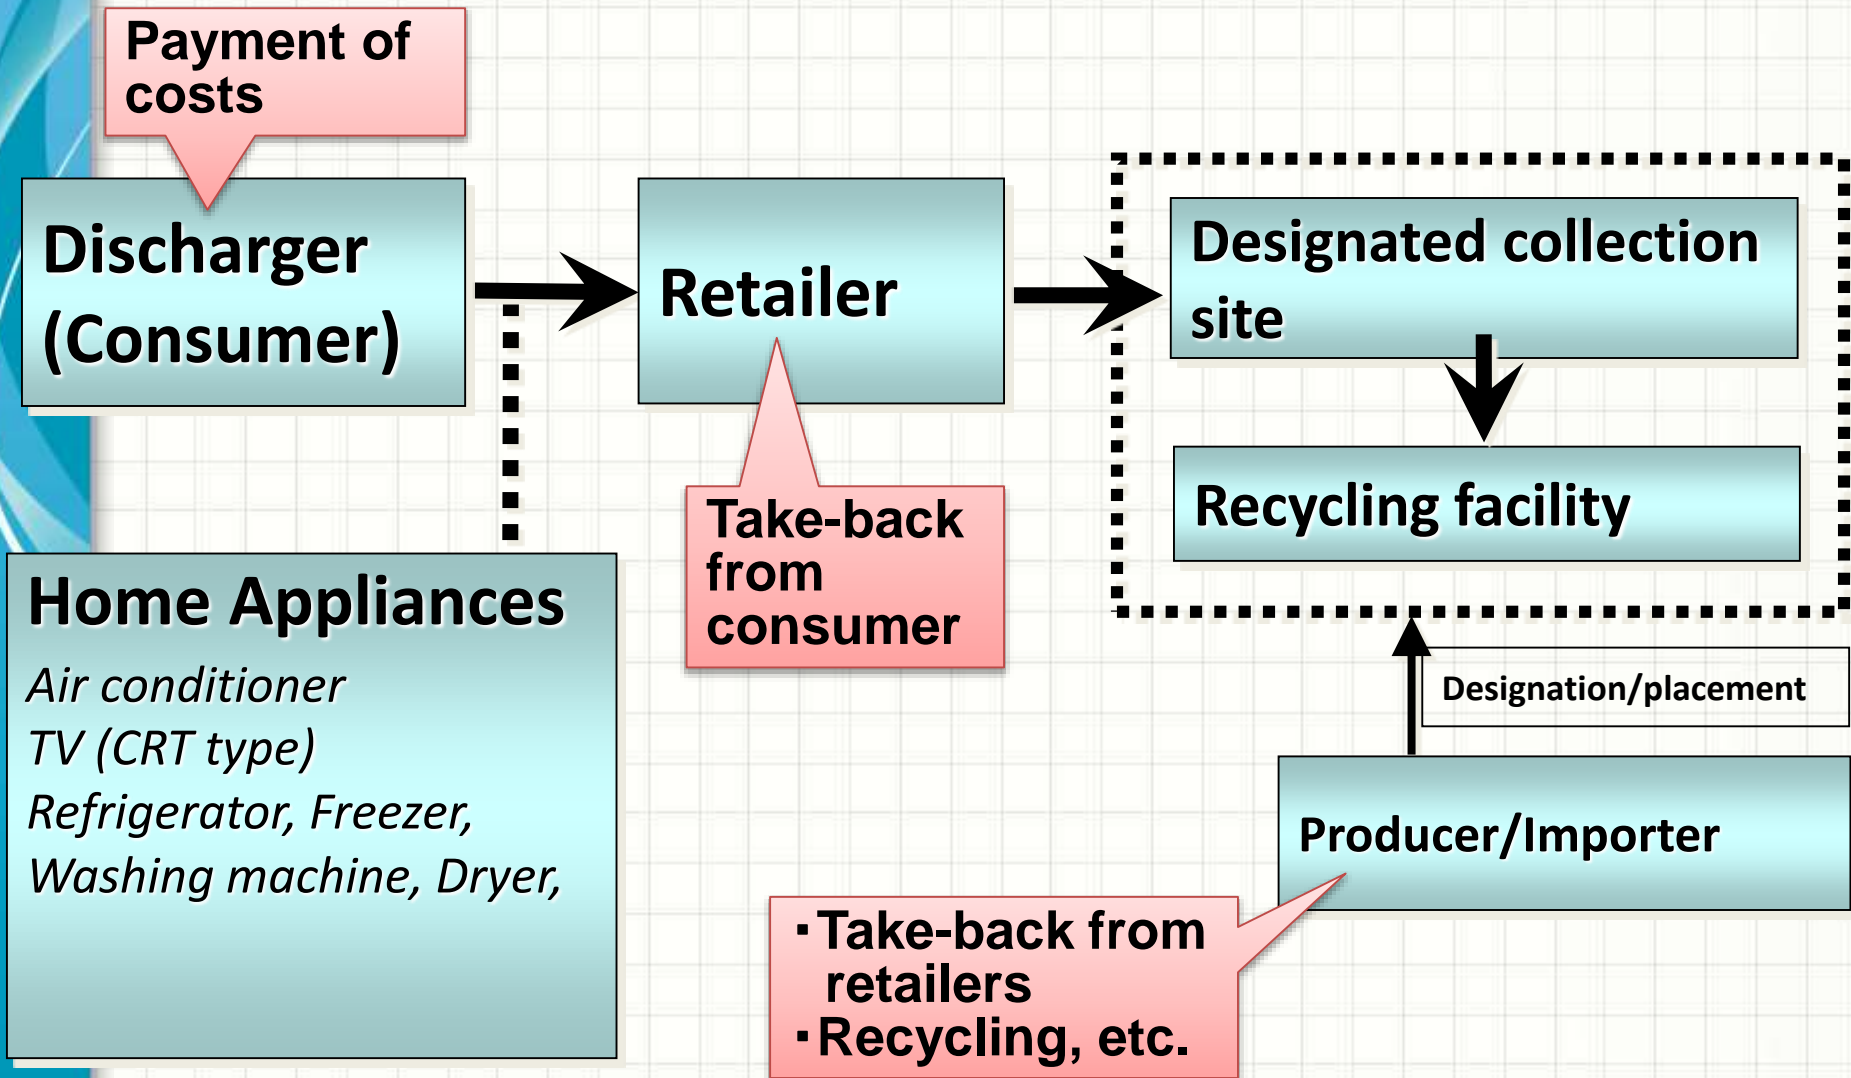 Payment of
costs
Discharger
(Consumer)
Retailer
Designated collection
site
Recycling facility
Take-back
from
consumer
Home Appliances
Air conditioner
TV (CRT type)
Refrigerator, Freezer,
Washing machine, Dryer,
Designation/placement
Producer/Importer
・Take-back from
retailers
・Recycling, etc.